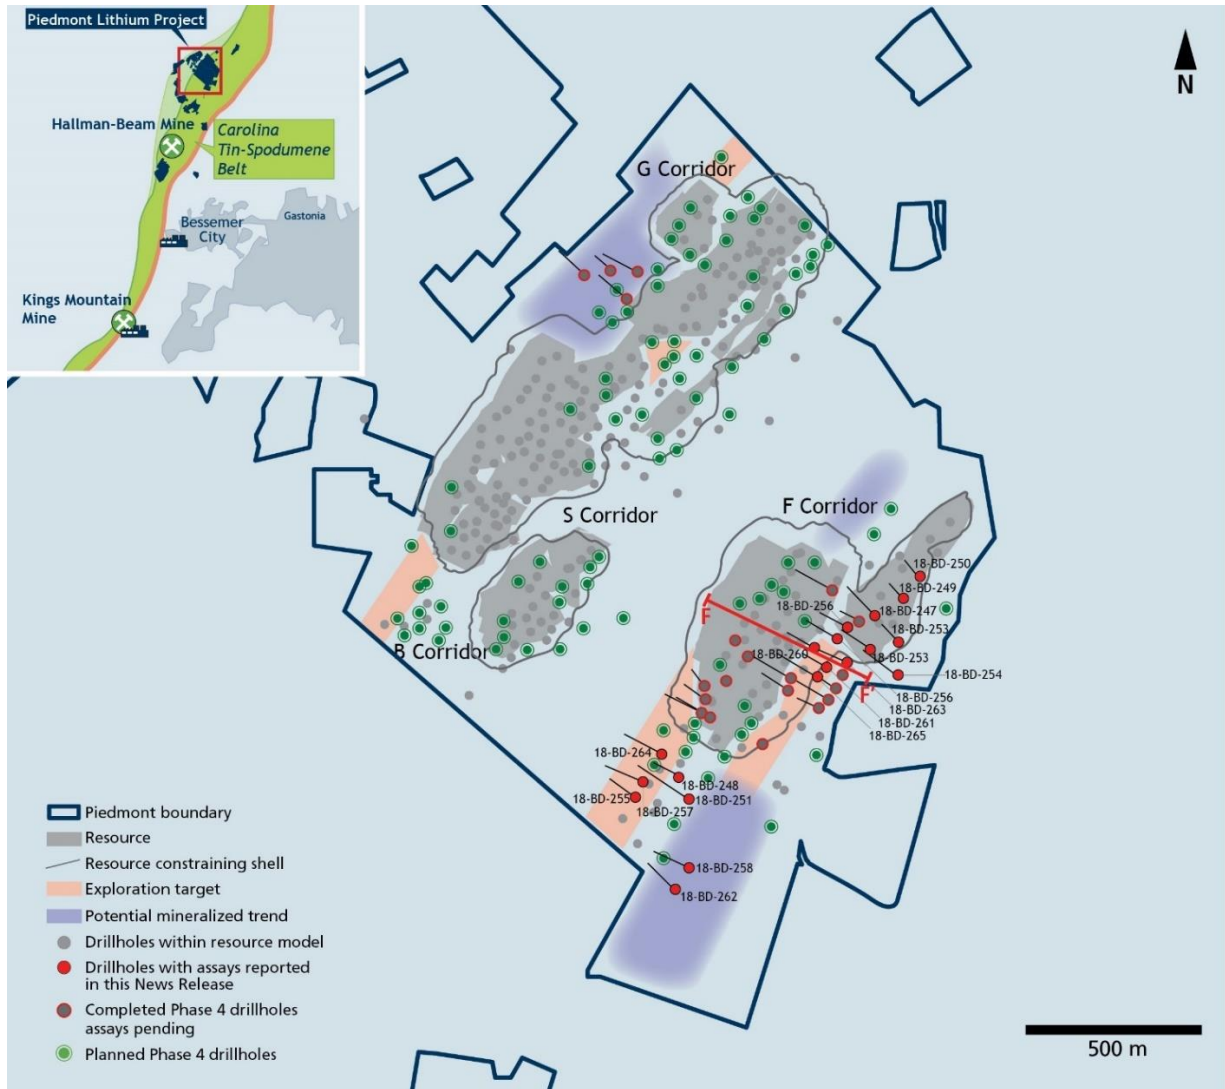 Piedmont Lithium Project
Hallman-Beam Mine
Carolina
Tin-Spodumene
Belt
Bessemer
City
Gastonia
Kings Mountain
Mine
N
G Corridor
S Corridor
F Corridor
B Corridor
18-BD-250
18-BD-249
18-BD-256
18-BD-247
F
18-BD-253
18-BD-260
18-BD-253
18-BD-254
F'
18-BD-256
18-BD-263
18-BD-261
18-BD-265
18-BD-264
18-BD-248
18-BD-255
18-BD-251
18-BD-257
18-BD-258
18-BD-262
Piedmont boundary
Resource
Resource constraining shell
Exploration target
Potential mineralized trend
Drillholes within resource model
Drillholes with assays reported
in this News Release
Completed Phase 4 drillholes
assays pending
Planned Phase 4 drillholes
500 m